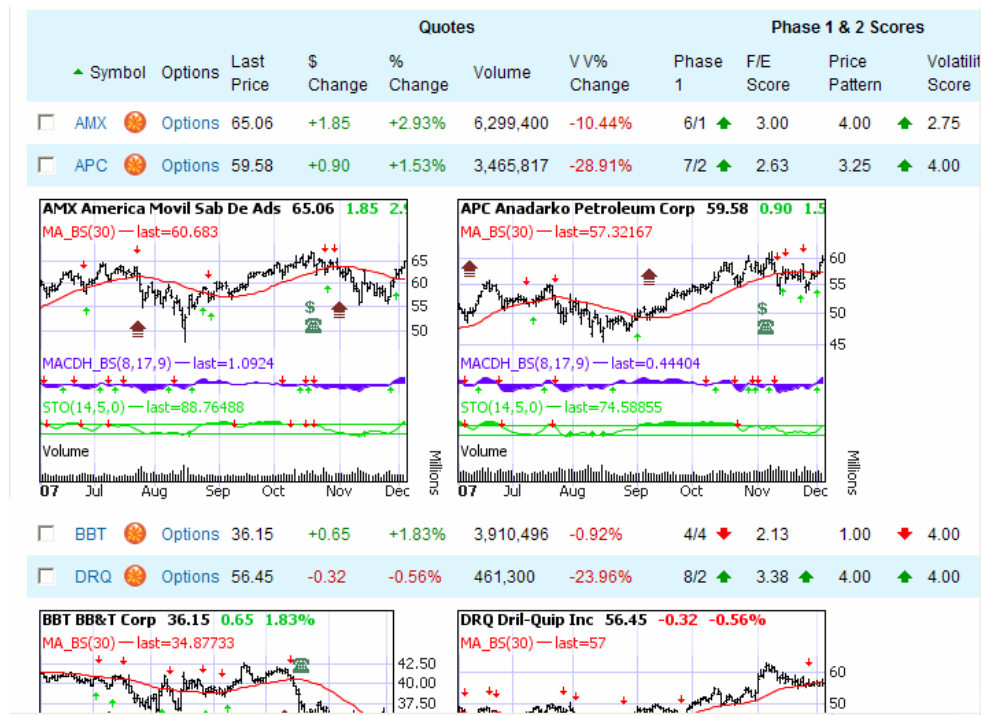 Quotes Phase 1 & 2 Scores
Symbol Options Last Price $ Change % Change Volume V V% Change Phase 1 F/E Score Price Pattern Volatilit Score
AMX Options 65.06 +1.85 +2.93% 6,299,400 -10.44% 6/1 3.00 4.00 2.75
APC Options 59.58 +0.90 +1.53% 3,465,817 -28.91% 7/2 2.63 3.25 4.00
AMX America Movil Sab De Ads 65.06 1.85 2.9
MA_BS(30) — last=60.683
65
60
55
50
$
MACDH_BS(8,17,9) — last=1.0924
STO(14,5,0) — last=88.76488
Volume
Millions
07 Jul Aug Sep Oct Nov Dec
APC Anadarko Petroleum Corp 59.58 0.90 1.5
MA_BS(30) — last=57.32167
60
55
50
45
$
MACDH_BS(8,17,9) — last=0.44404
STO(14,5,0) — last=74.58855
Volume
Millions
07 Jul Aug Sep Oct Nov Dec
BBT Options 36.15 +0.65 +1.83% 3,910,496 -0.92% 4/4 2.13 1.00 4.00
DRQ Options 56.45 -0.32 -0.56% 461,300 -23.96% 8/2 3.38 4.00 4.00
BBT BB&T Corp 36.15 0.65 1.83%
MA_BS(30) — last=34.87733
42.50
40.00
37.50
DRQ Dril-Quip Inc 56.45 -0.32 -0.56%
MA_BS(30) — last=57
60
50